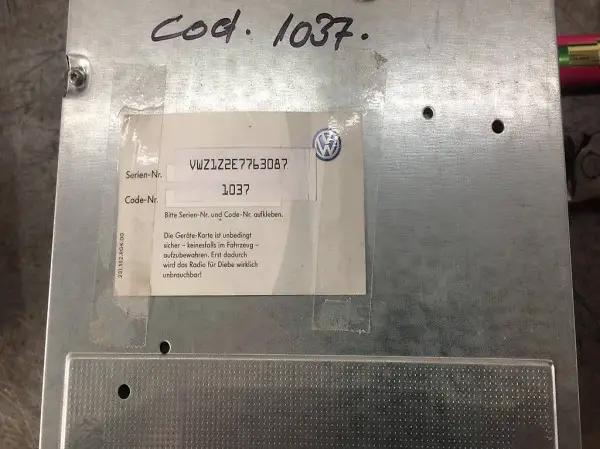 Cod. 1037.
VW
Serien-Nr. VWZ1Z2E7763087
Code-Nr. 1037
Bitte Serien-Nr. und Code-Nr. aufkleben.
Die Geräte-Karte ist unbedingt
sicher – keinesfalls im Fahrzeug –
aufzubewahren. Erst dadurch
wird das Radio für Diebe wirklich
unbrauchbar!